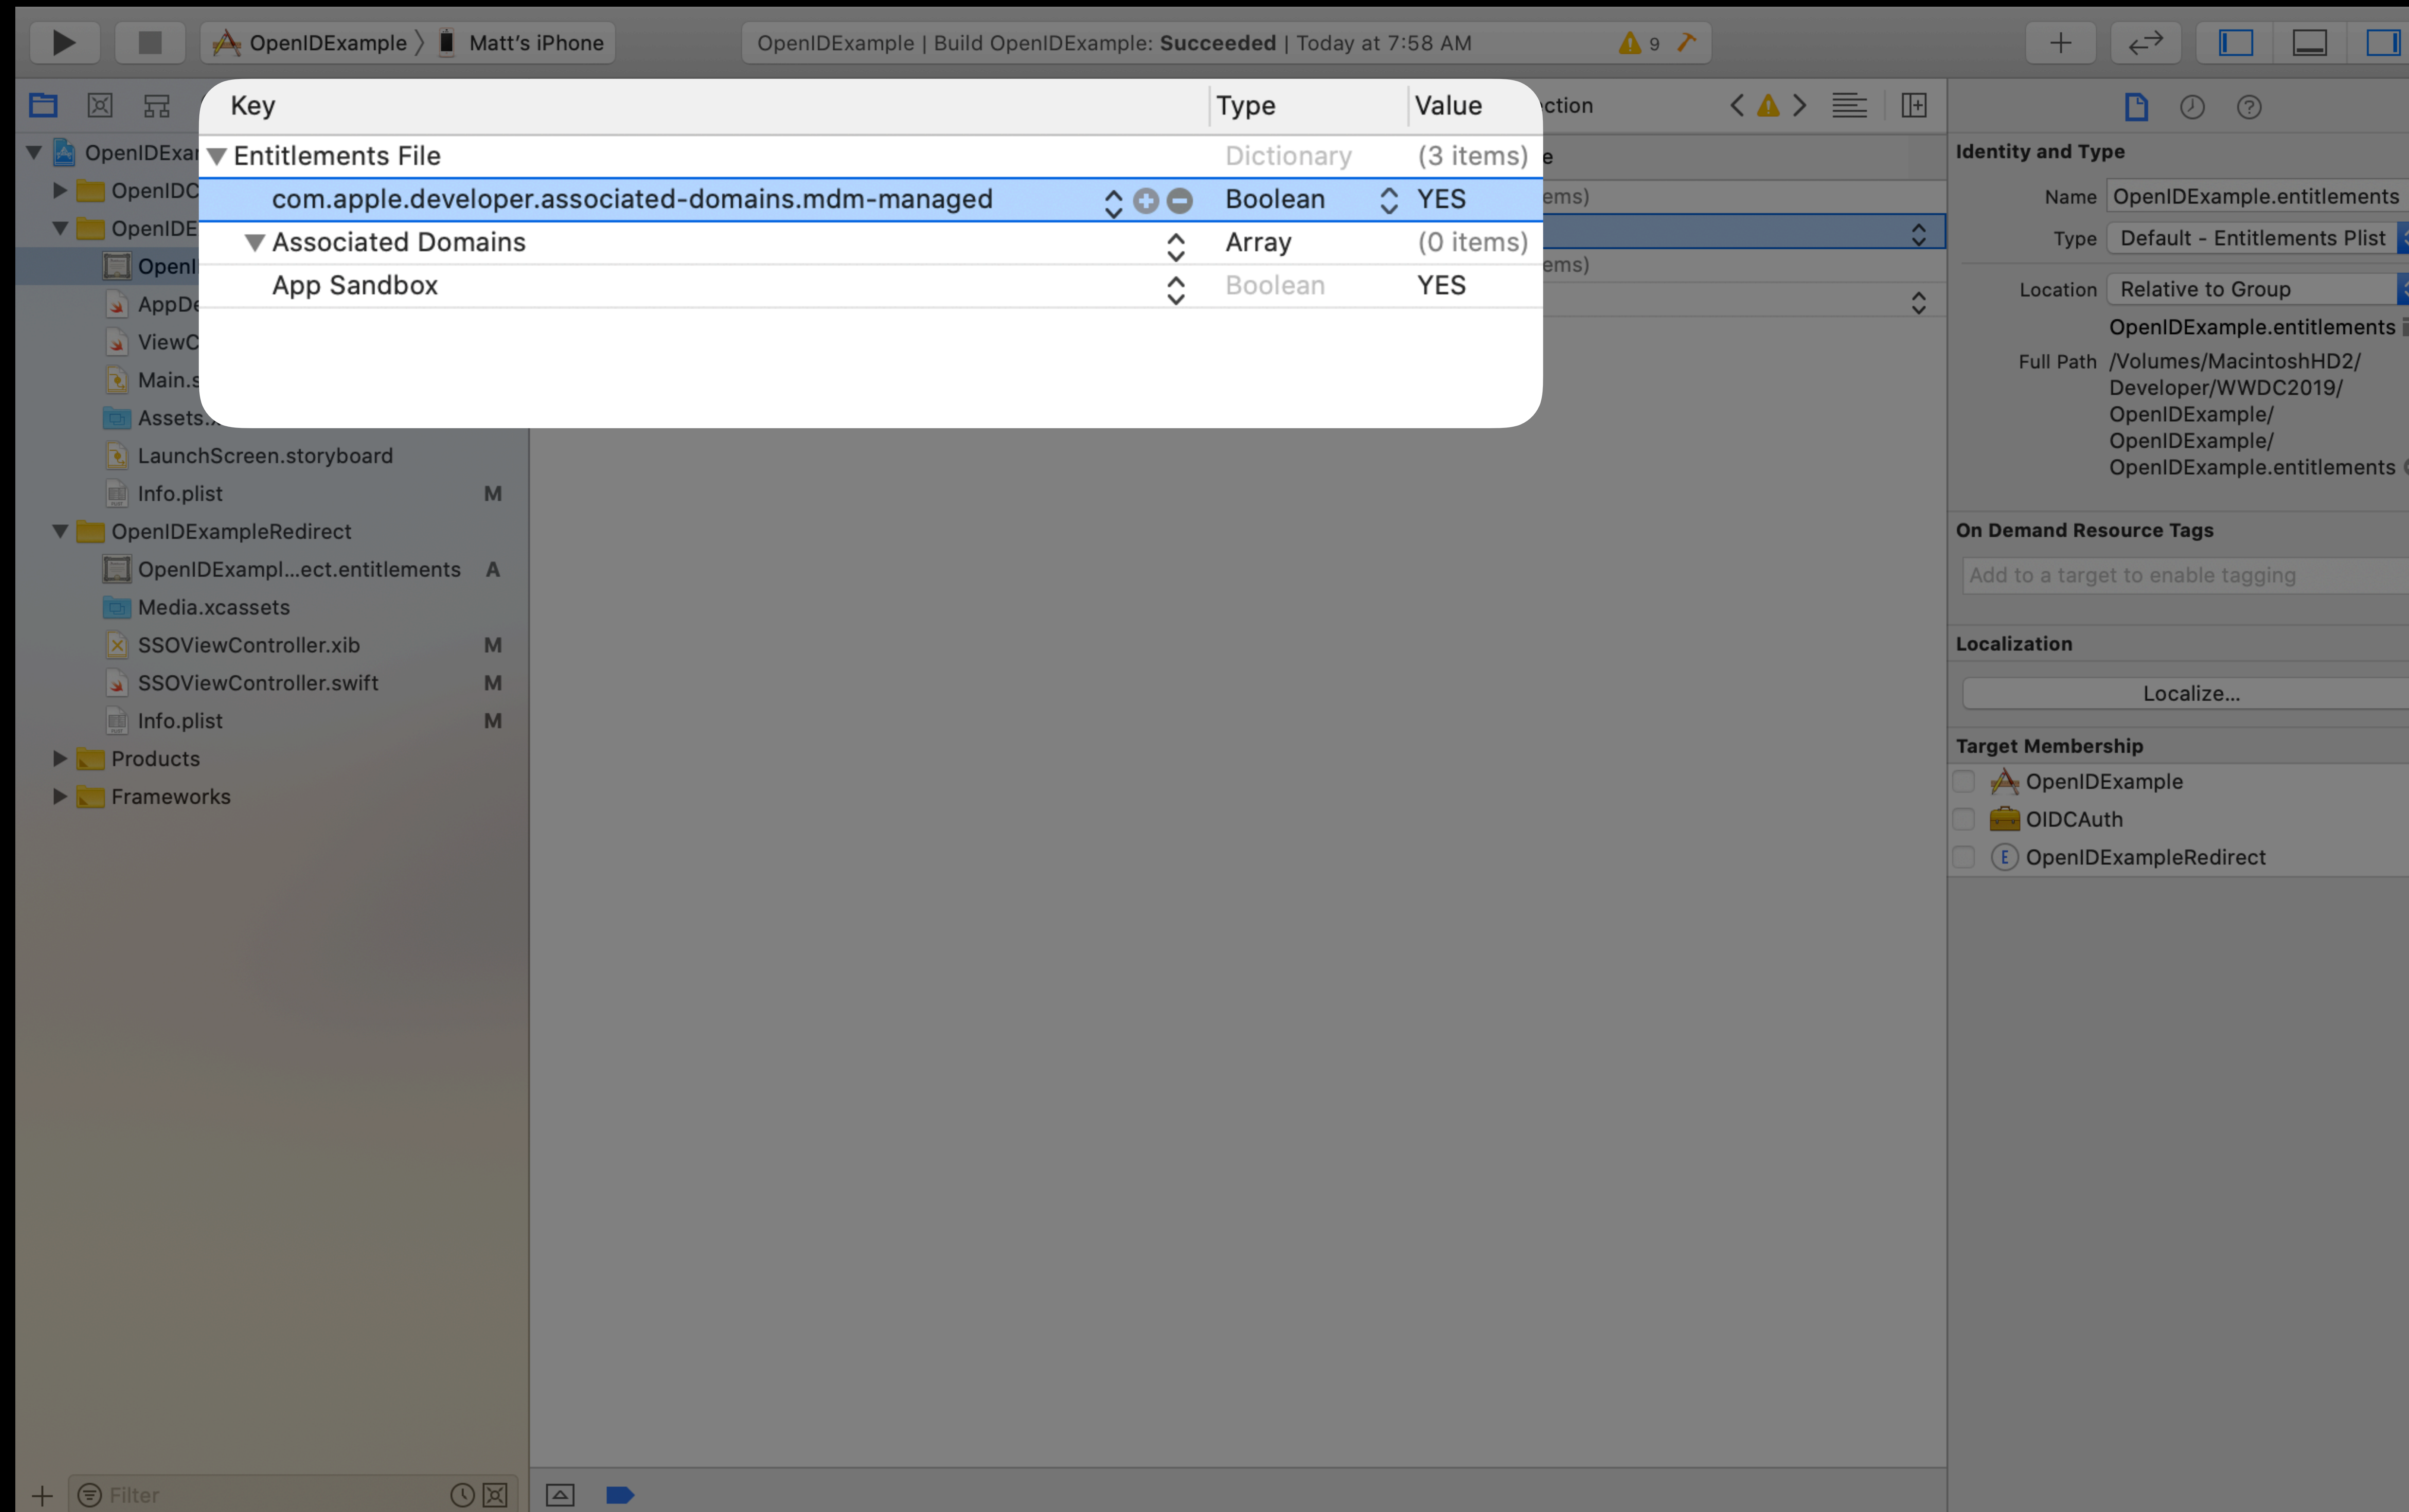 OpenIDExample 〉 Matt’s iPhone
OpenIDExample | Build OpenIDExample: Succeeded | Today at 7:58 AM
9
Key Type Value
Entitlements File Dictionary (3 items)
com.apple.developer.associated-domains.mdm-managed Boolean YES
Associated Domains Array (0 items)
App Sandbox Boolean YES
LaunchScreen.storyboard
Info.plist M
OpenIDExampleRedirect
OpenIDExampl...ect.entitlements A
Media.xcassets
SSOViewController.xib M
SSOViewController.swift M
Info.plist M
Products
Frameworks
Filter
Identity and Type
Name OpenIDExample.entitlements
Type Default - Entitlements Plist
Location Relative to Group
OpenIDExample.entitlements
Full Path /Volumes/MacintoshHD2/
Developer/WWDC2019/
OpenIDExample/
OpenIDExample/
OpenIDExample.entitlements
On Demand Resource Tags
Add to a target to enable tagging
Localization
Localize...
Target Membership
OpenIDExample
OIDCAuth
E OpenIDExampleRedirect